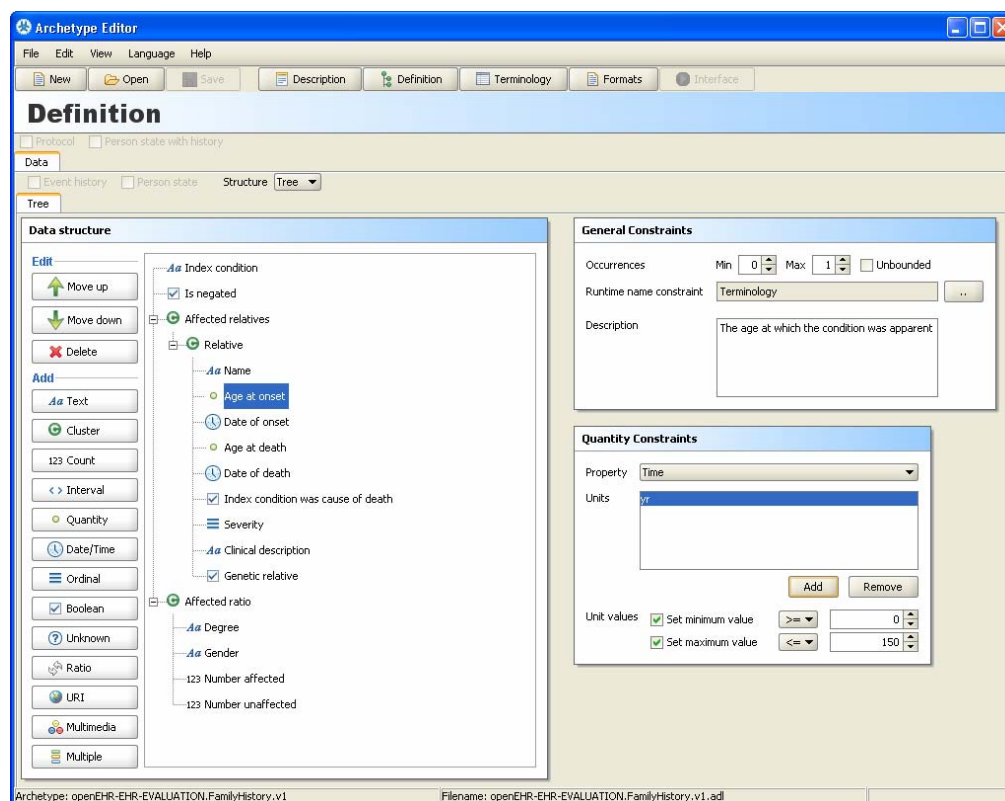 Archetype Editor
File Edit View Language Help
New Open Save Description Definition Terminology Formats Interface
Definition
Protocol Person state with history
Data
Event history Person state Structure Tree
Tree
Data structure
Edit
Move up
Move down
Delete
Add
Aa Text
Cluster
123 Count
Interval
Quantity
Date/Time
Ordinal
Boolean
Unknown
Ratio
URI
Multimedia
Multiple
Aa Index condition
Is negated
Affected relatives
Relative
Aa Name
Age at onset
Date of onset
Age at death
Date of death
Index condition was cause of death
Severity
Aa Clinical description
Genetic relative
Affected ratio
Aa Degree
Aa Gender
123 Number affected
123 Number unaffected
General Constraints
Occurrences Min 0 Max 1 Unbounded
Runtime name constraint Terminology ..
Description The age at which the condition was apparent
Quantity Constraints
Property Time
Units yr
Add Remove
Unit values Set minimum value >= 0
Set maximum value <= 150
Archetype: openEHR-EHR-EVALUATION.FamilyHistory.v1 Filename: openEHR-EHR-EVALUATION.FamilyHistory.v1.adl